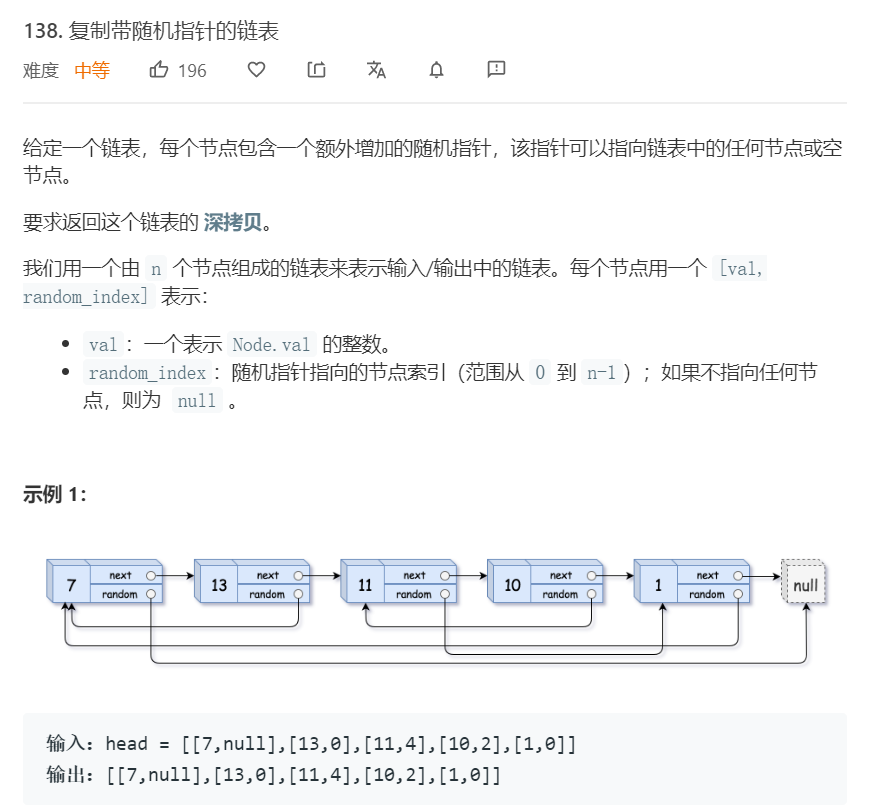 138. 复制带随机指针的链表
难度 中等 196
给定一个链表，每个节点包含一个额外增加的随机指针，该指针可以指向链表中的任何节点或空
节点。
要求返回这个链表的 深拷贝。
我们用一个由 n 个节点组成的链表来表示输入/输出中的链表。每个节点用一个 [val,
random_index] 表示：
• val：一个表示 Node.val 的整数。
• random_index：随机指针指向的节点索引（范围从 0 到 n-1）；如果不指向任何节
点，则为 null 。
示例 1：
7 next random 13 next random 11 next random 10 next random 1 next random null
输入：head = [[7,null],[13,0],[11,4],[10,2],[1,0]]
输出：[[7,null],[13,0],[11,4],[10,2],[1,0]]